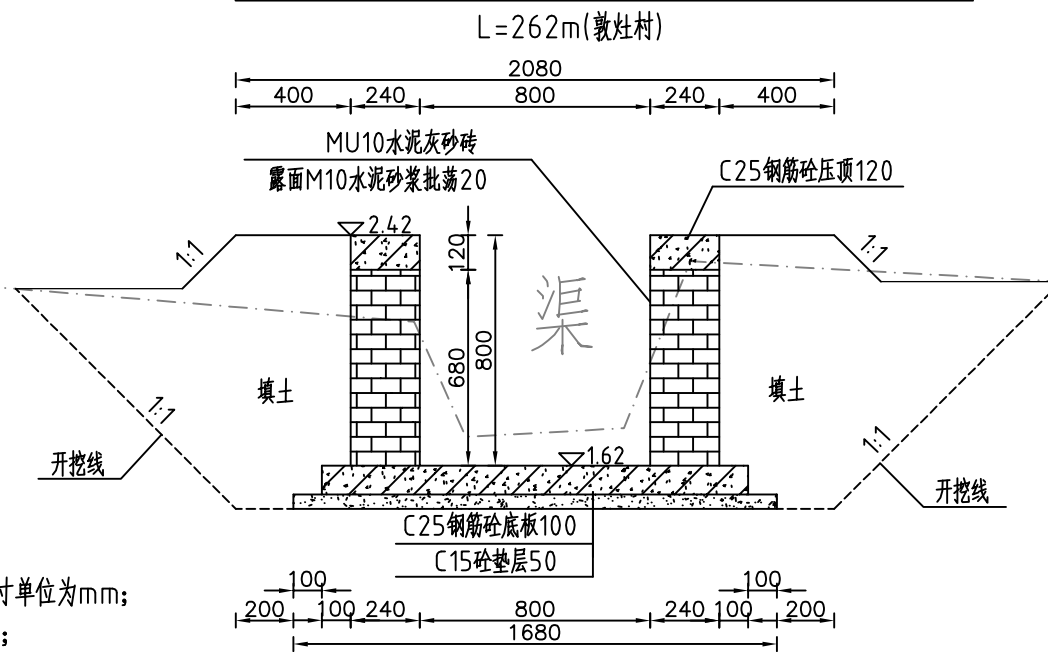 L=262m(敦灶村)
2080
400 240 800 240 400
MU10水泥灰砂砖
露面M10水泥砂浆批荡20
C25钢筋砼压顶120
2.42
1:1
1:1
120
渠
680
800
填土
填土
1:1
1:1
1.62
开挖线
开挖线
C25钢筋砼底板100
C15砼垫层50
寸单位为mm;
100
100
200 100 240 800 240 100 200
;
1680